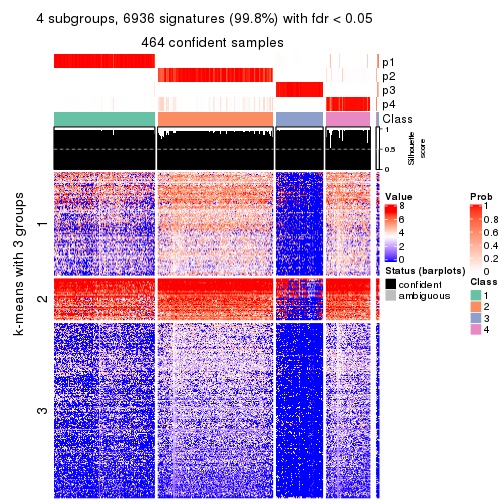 4 subgroups, 6936 signatures (99.8%) with fdr < 0.05
464 confident samples
p1
p2
p3
p4
Class
1
0.5
0
Silhouette
score
k-means with 3 groups
1
2
3
Value
8
6
4
2
0
Status (barplots)
confident
ambiguous
Prob
1
0.8
0.6
0.4
0.2
0
Class
1
2
3
4